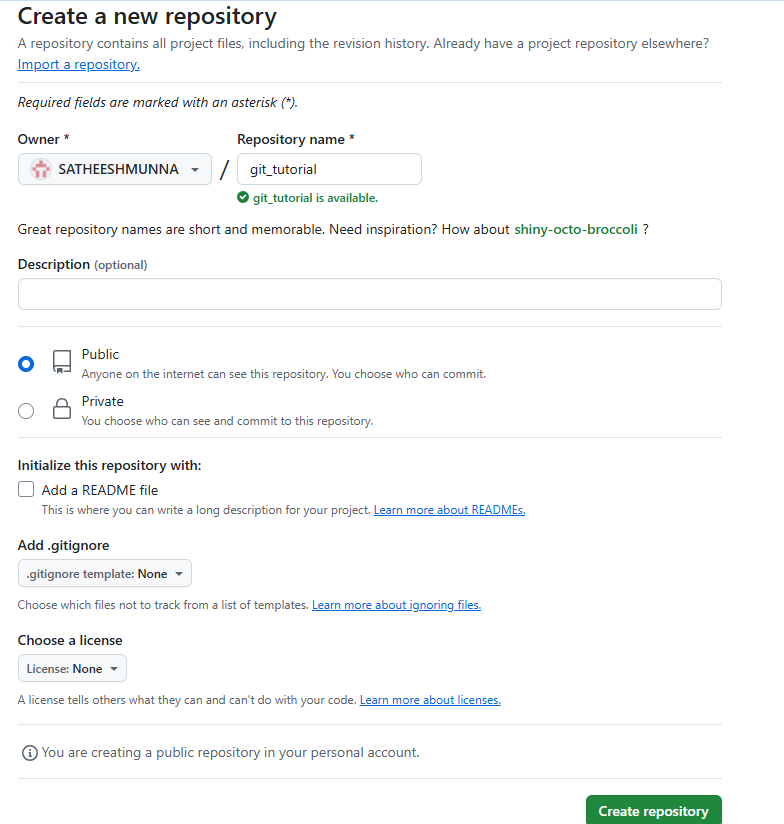 Create a new repository
A repository contains all project files, including the revision history. Already have a project repository elsewhere?
Import a repository.
Required fields are marked with an asterisk (*).
Owner * Repository name *
SATHEESHMUNNA / git_tutorial
git_tutorial is available.
Great repository names are short and memorable. Need inspiration? How about shiny-octo-broccoli ?
Description (optional)
Public
Anyone on the internet can see this repository. You choose who can commit.
Private
You choose who can see and commit to this repository.
Initialize this repository with:
Add a README file
This is where you can write a long description for your project. Learn more about READMEs.
Add .gitignore
.gitignore template: None
Choose which files not to track from a list of templates. Learn more about ignoring files.
Choose a license
License: None
A license tells others what they can and can't do with your code. Learn more about licenses.
You are creating a public repository in your personal account.
Create repository